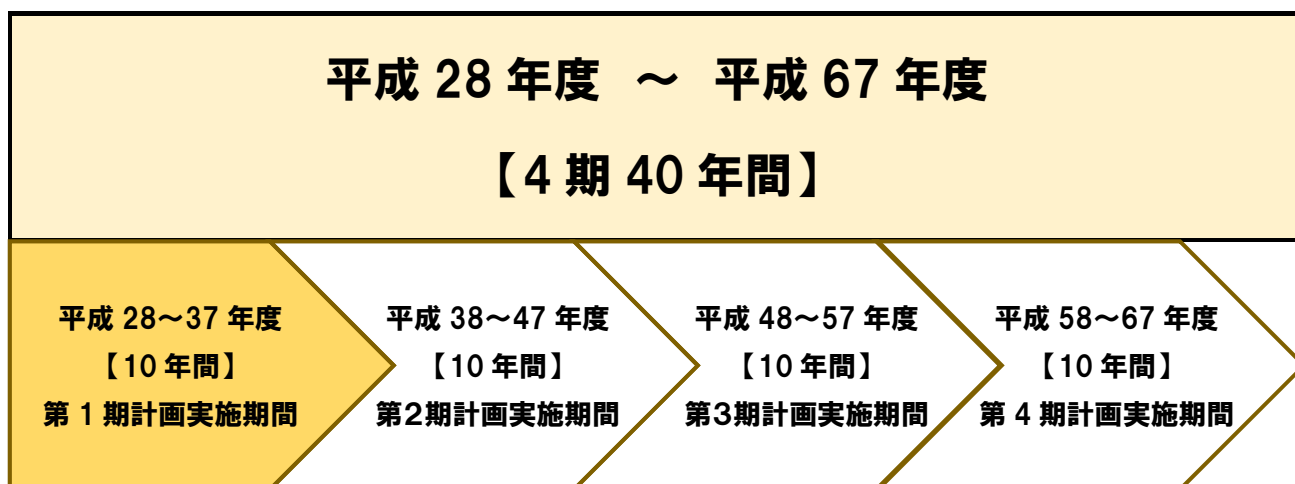 平成 28 年度 ～ 平成 67 年度
【4 期 40 年間】
平成 28～37 年度
【10 年間】
第 1 期計画実施期間
平成 38～47 年度
【10 年間】
第2期計画実施期間
平成 48～57 年度
【10 年間】
第3期計画実施期間
平成 58～67 年度
【10 年間】
第 4 期計画実施期間